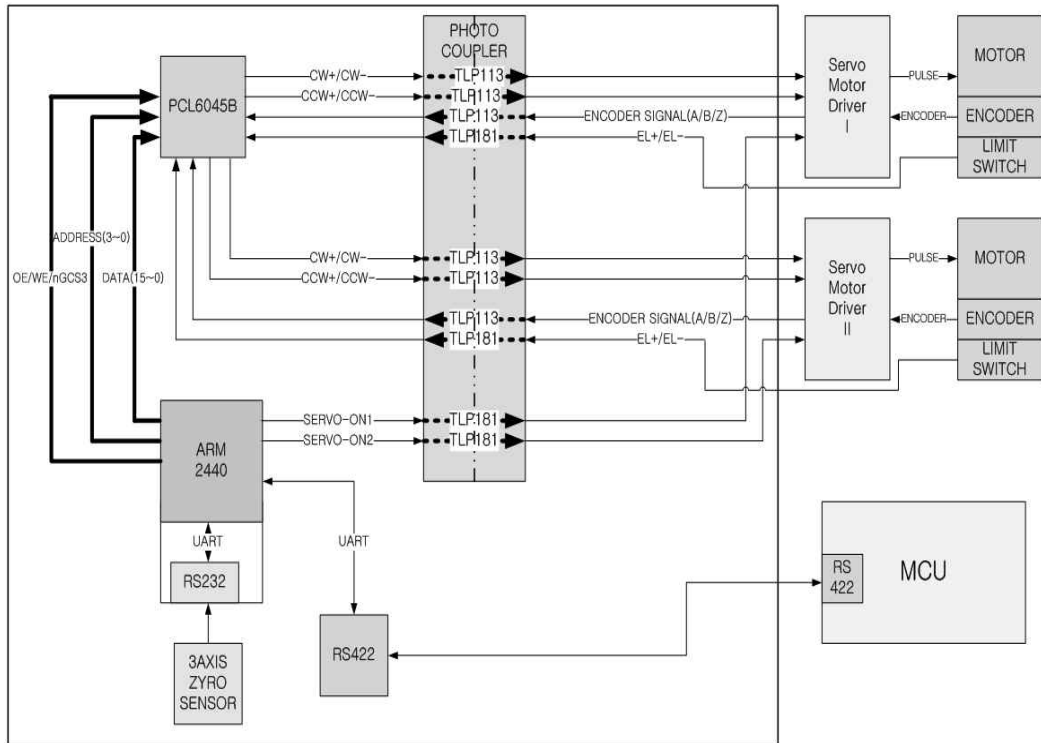 PHOTO
COUPLER
PCL6045B
CW+/CW-
TLP113
CCW+/CCW-
TLP113
TLP113
ENCODER SIGNAL(A/B/Z)
TLP181
EL+/EL-
Servo
Motor
Driver
I
PULSE
MOTOR
ENCODER
ENCODER
LIMIT
SWITCH
ADDRESS(3~0)
OE/WE/nGCS3
DATA(15~0)
CW+/CW-
TLP113
CCW+/CCW-
TLP113
TLP113
ENCODER SIGNAL(A/B/Z)
TLP181
EL+/EL-
Servo
Motor
Driver
II
PULSE
MOTOR
ENCODER
ENCODER
LIMIT
SWITCH
ARM
2440
SERVO-ON1
TLP181
SERVO-ON2
TLP181
UART
UART
RS232
3AXIS
ZYRO
SENSOR
RS422
RS
422
MCU